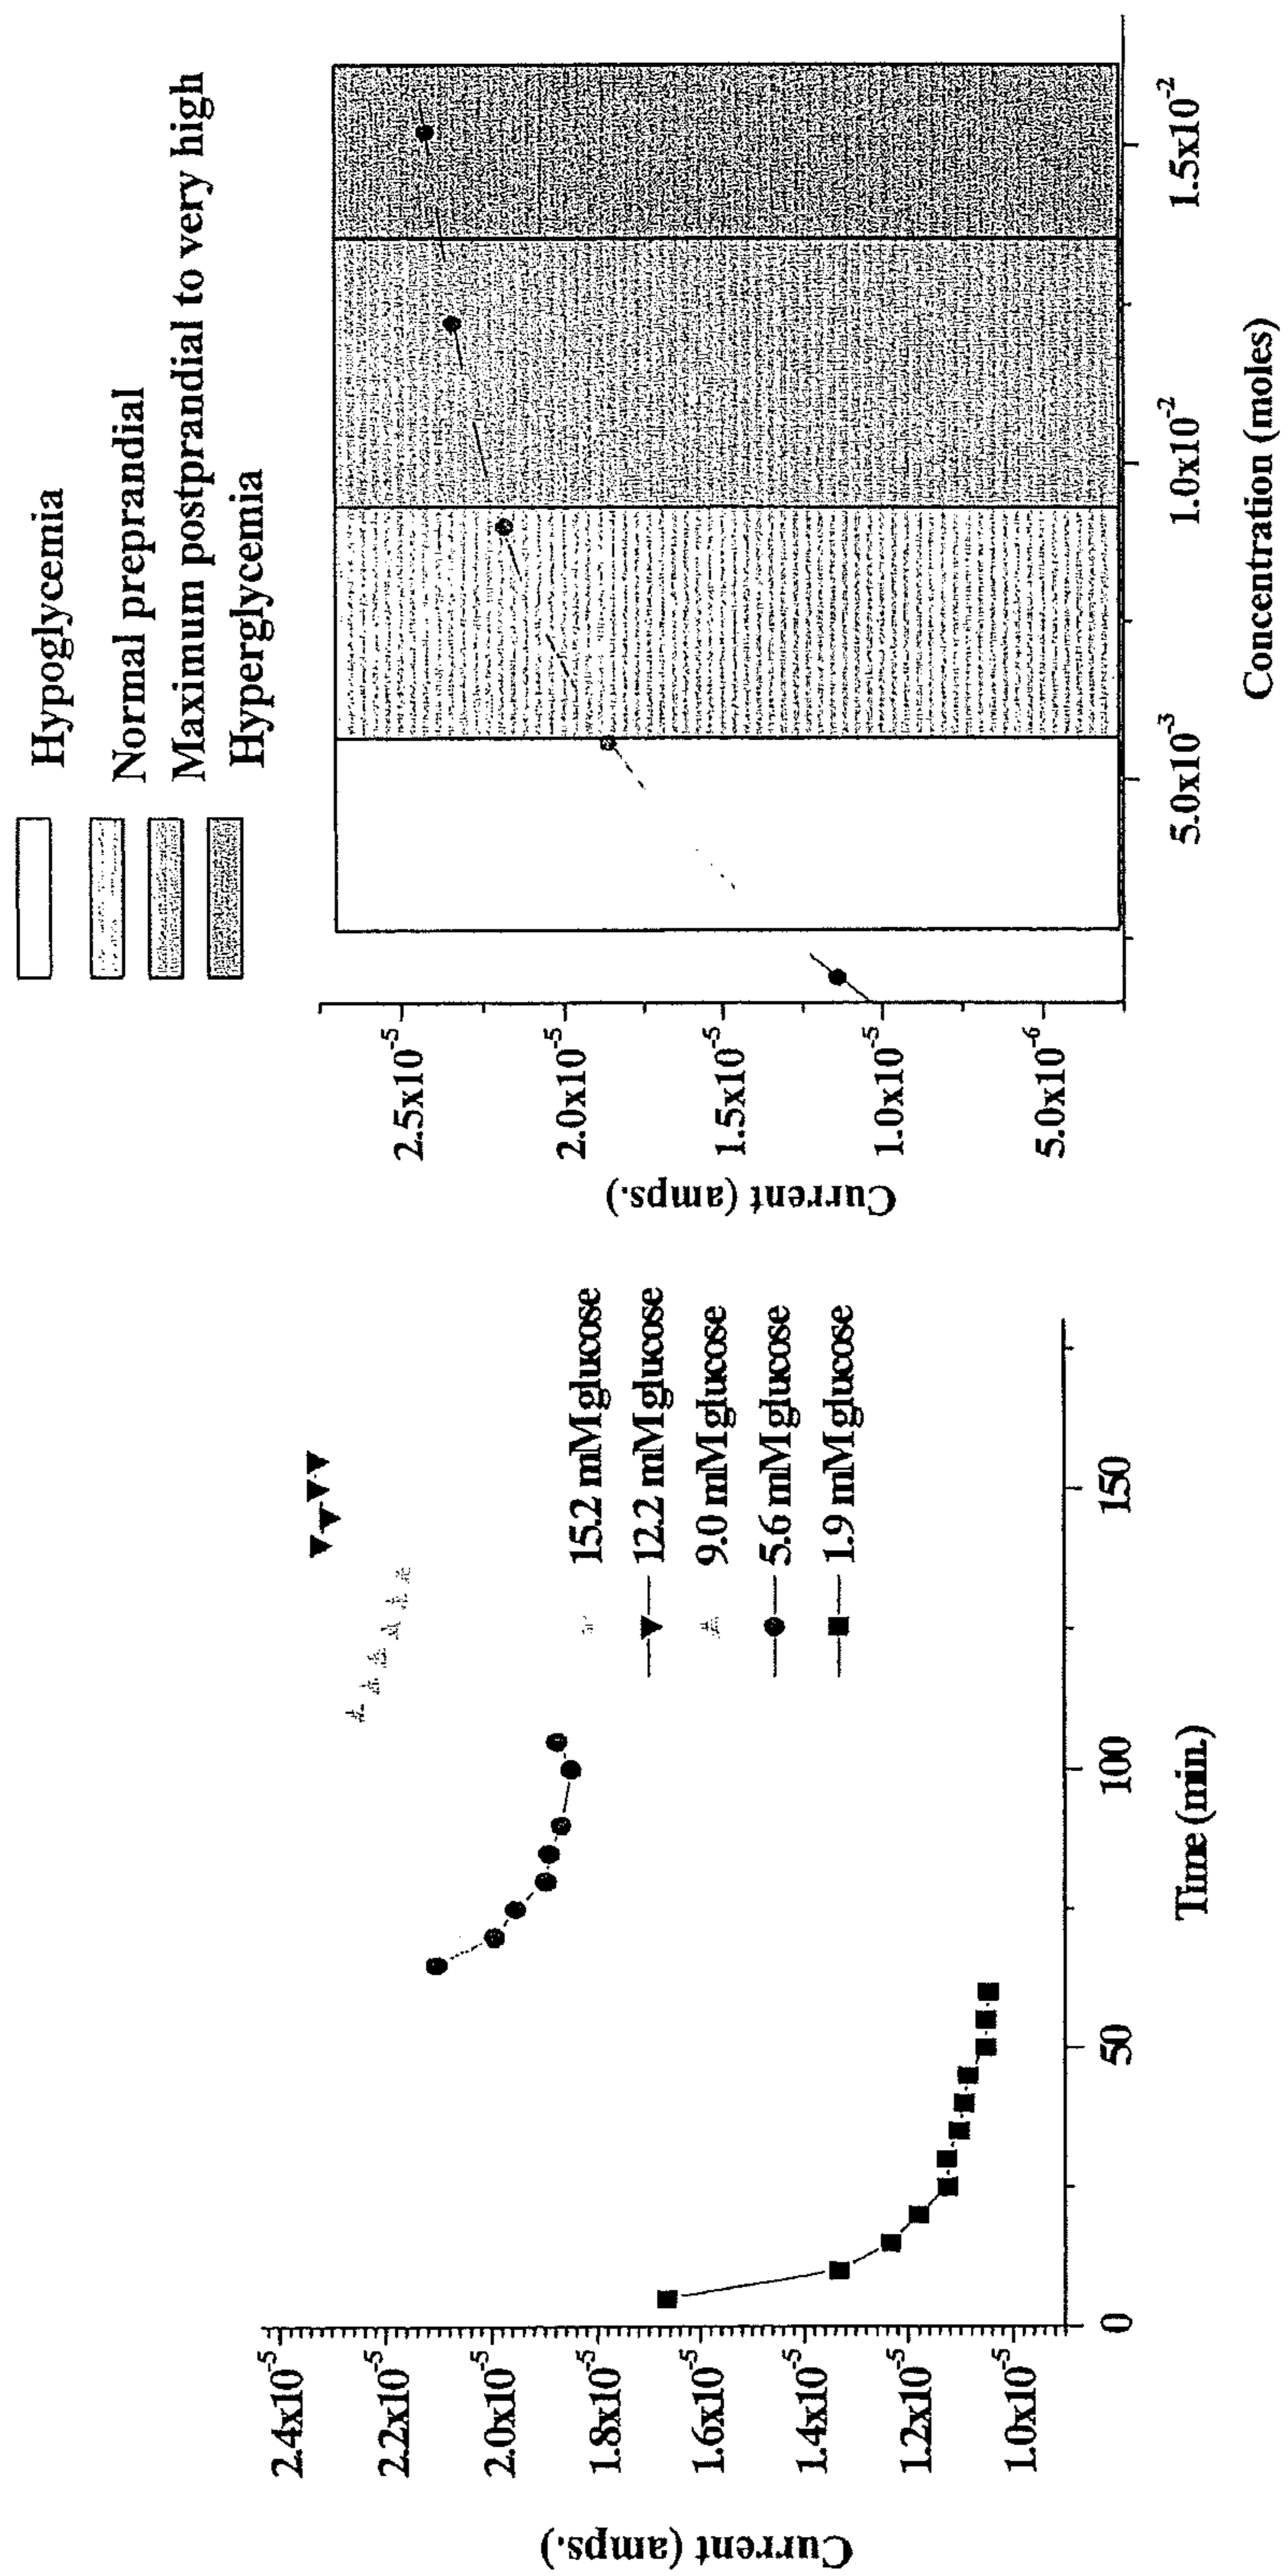 Current (amps.)
2.4x10⁻⁵
2.2x10⁻⁵
2.0x10⁻⁵
1.8x10⁻⁵
1.6x10⁻⁵
1.4x10⁻⁵
1.2x10⁻⁵
1.0x10⁻⁵
0
50
100
150
Time (min.)
15.2 mM glucose
12.2 mM glucose
9.0 mM glucose
5.6 mM glucose
1.9 mM glucose
Hypoglycemia
Normal preprandial
Maximum postprandial to very high
Hyperglycemia
Current (amps.)
2.5x10⁻⁵
2.0x10⁻⁵
1.5x10⁻⁵
1.0x10⁻⁵
5.0x10⁻⁶
5.0x10⁻³
1.0x10⁻²
1.5x10⁻²
Concentration (moles)